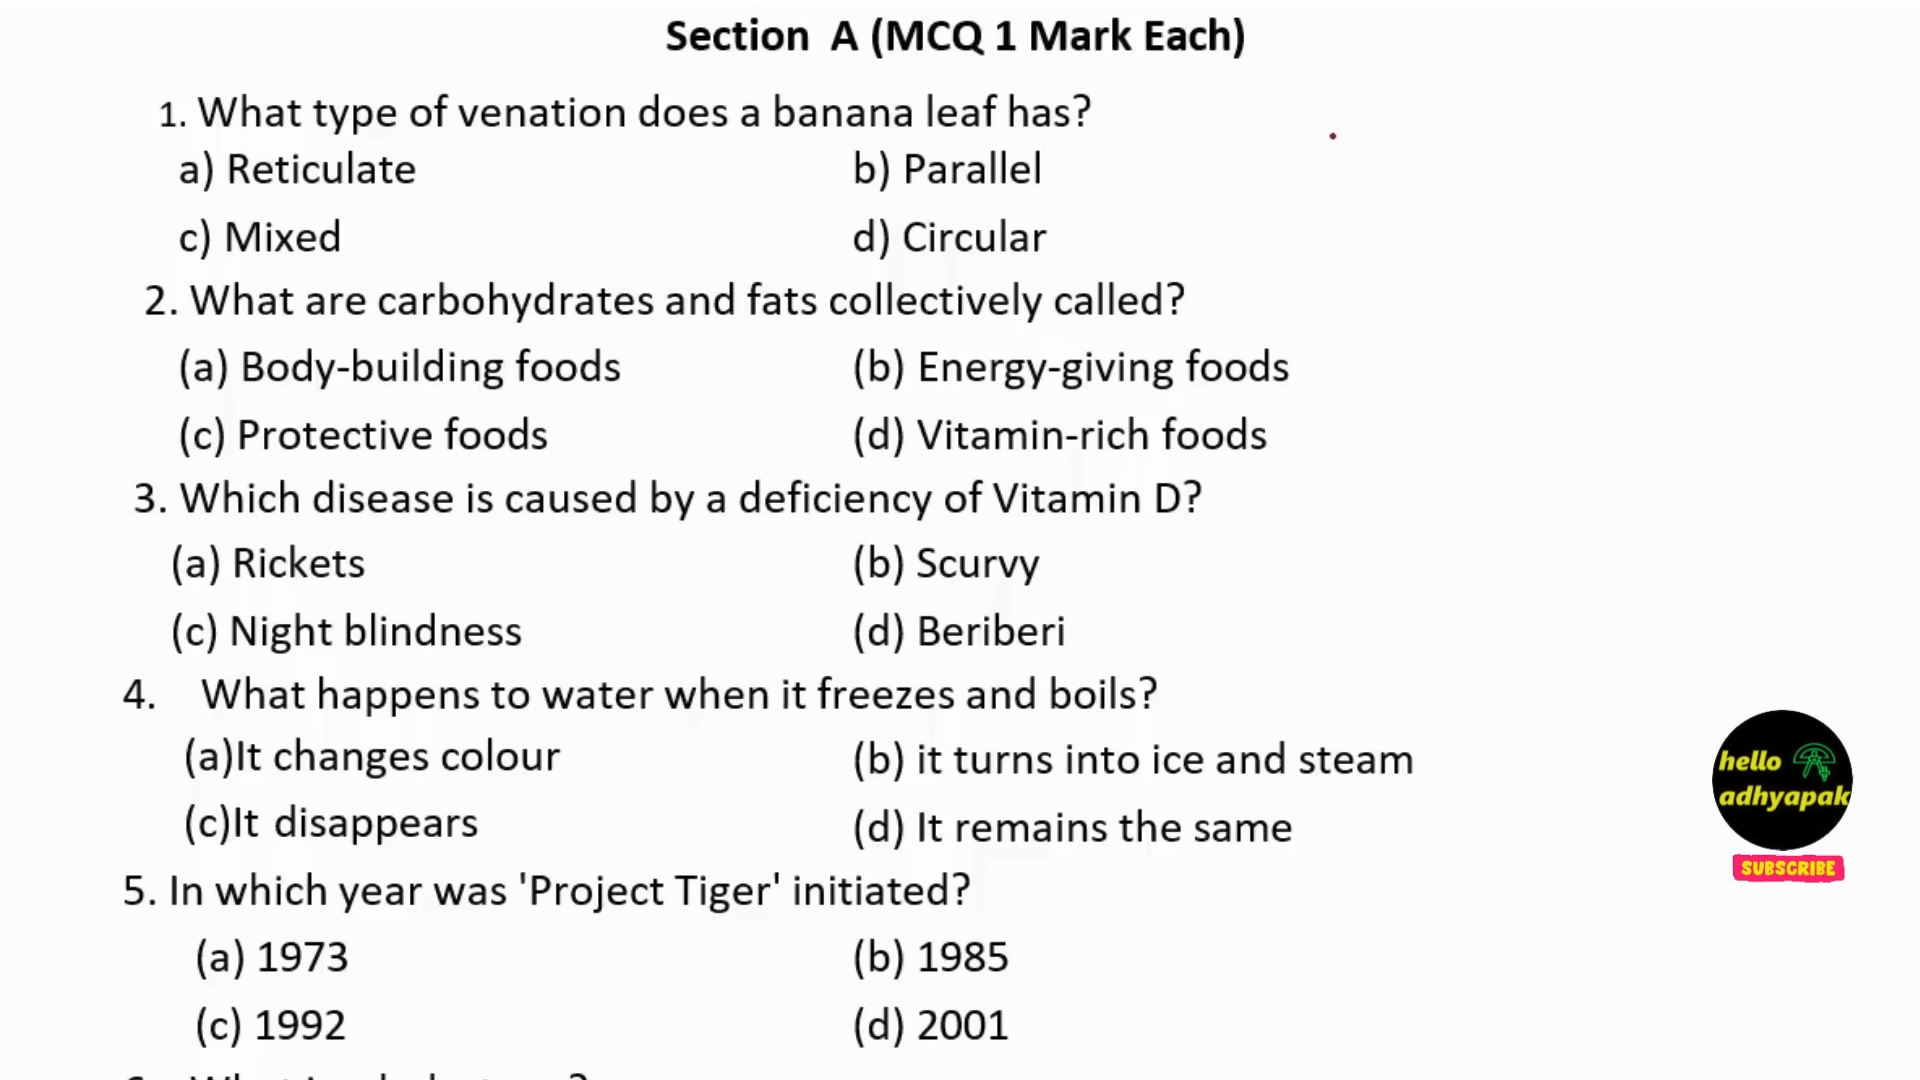 Section A (MCQ 1 Mark Each)
1. What type of venation does a banana leaf has?
a) Reticulate b) Parallel
c) Mixed d) Circular
2. What are carbohydrates and fats collectively called?
(a) Body-building foods (b) Energy-giving foods
(c) Protective foods (d) Vitamin-rich foods
3. Which disease is caused by a deficiency of Vitamin D?
(a) Rickets (b) Scurvy
(c) Night blindness (d) Beriberi
4. What happens to water when it freezes and boils?
(a)It changes colour (b) it turns into ice and steam
(c)It disappears (d) It remains the same
hello
adhyapak
SUBSCRIBE
5. In which year was 'Project Tiger' initiated?
(a) 1973 (b) 1985
(c) 1992 (d) 2001